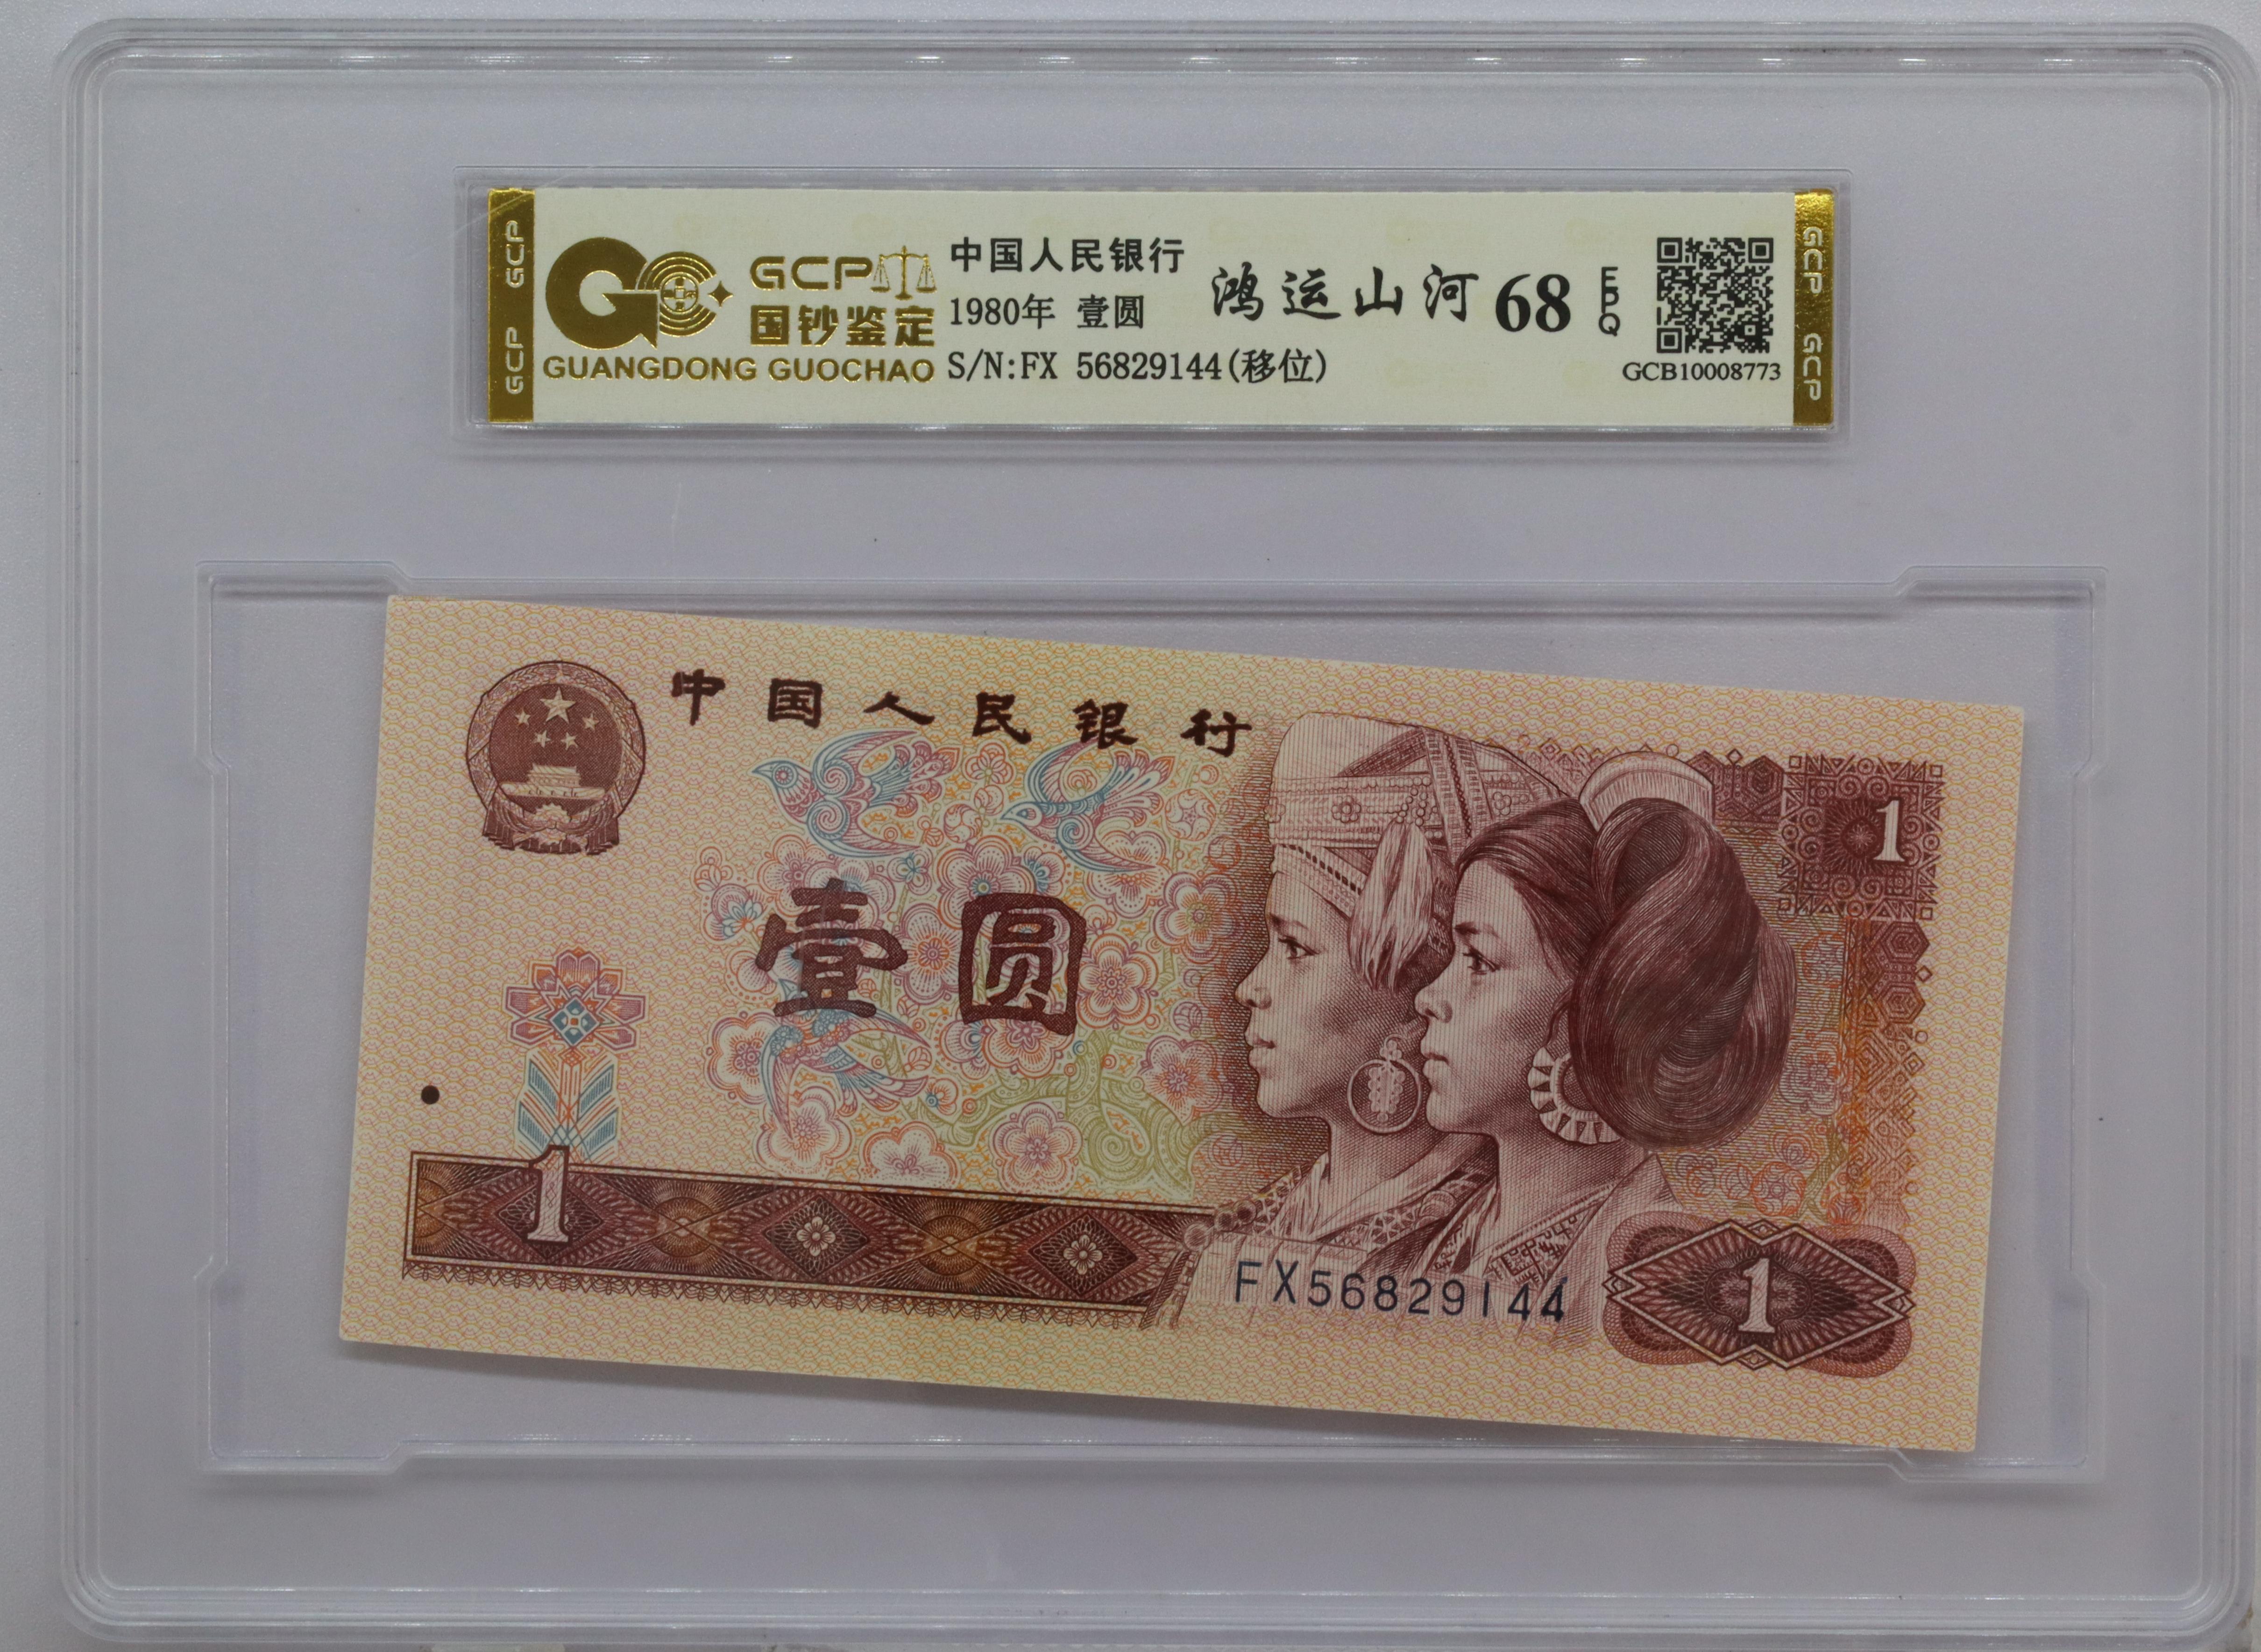 GCP GCP
GCP
国钞鉴定
GUANGDONG GUOCHAO
中国人民银行
1980年 壹圆
S/N:FX 56829144(移位)
鸿运山河 68 EPQ
GCB10008773
GCP GCP
中国人民银行
1
壹圆
1
FX56829144
1